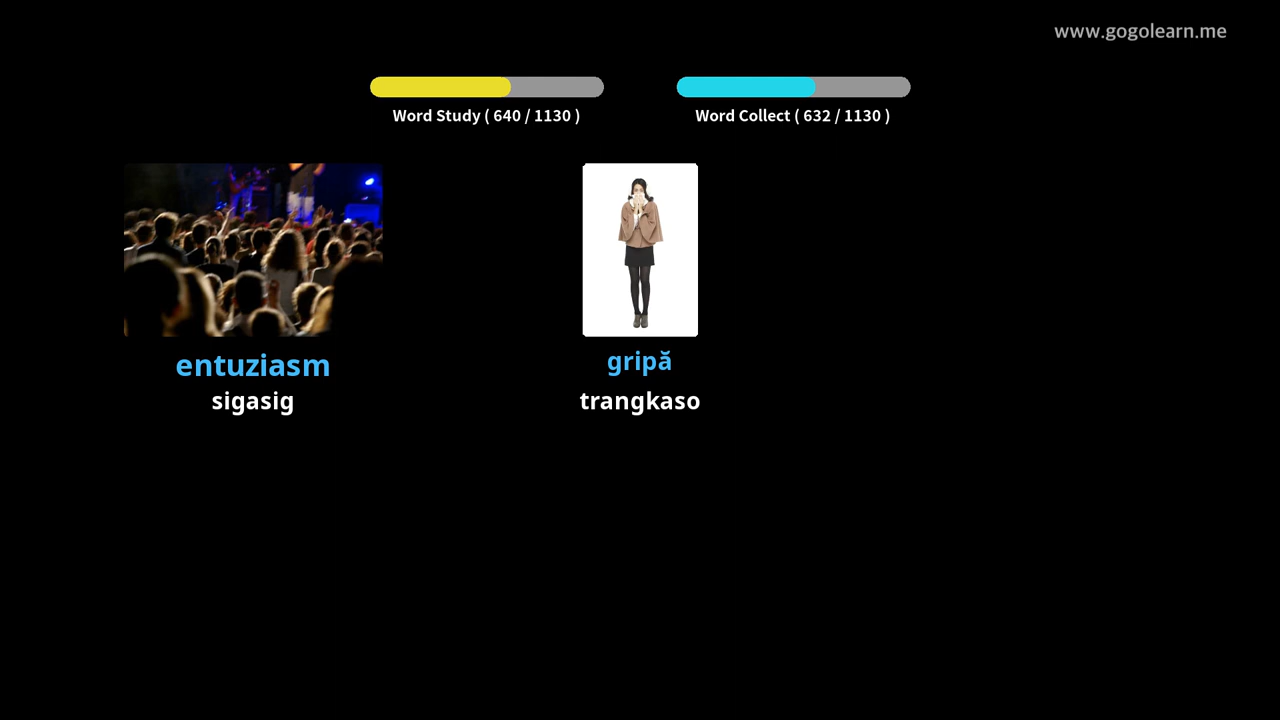 www.gogolearn.me
Word Study ( 640 / 1130 )
Word Collect ( 632 / 1130 )
entuziasm
sigasig
gripă
trangkaso